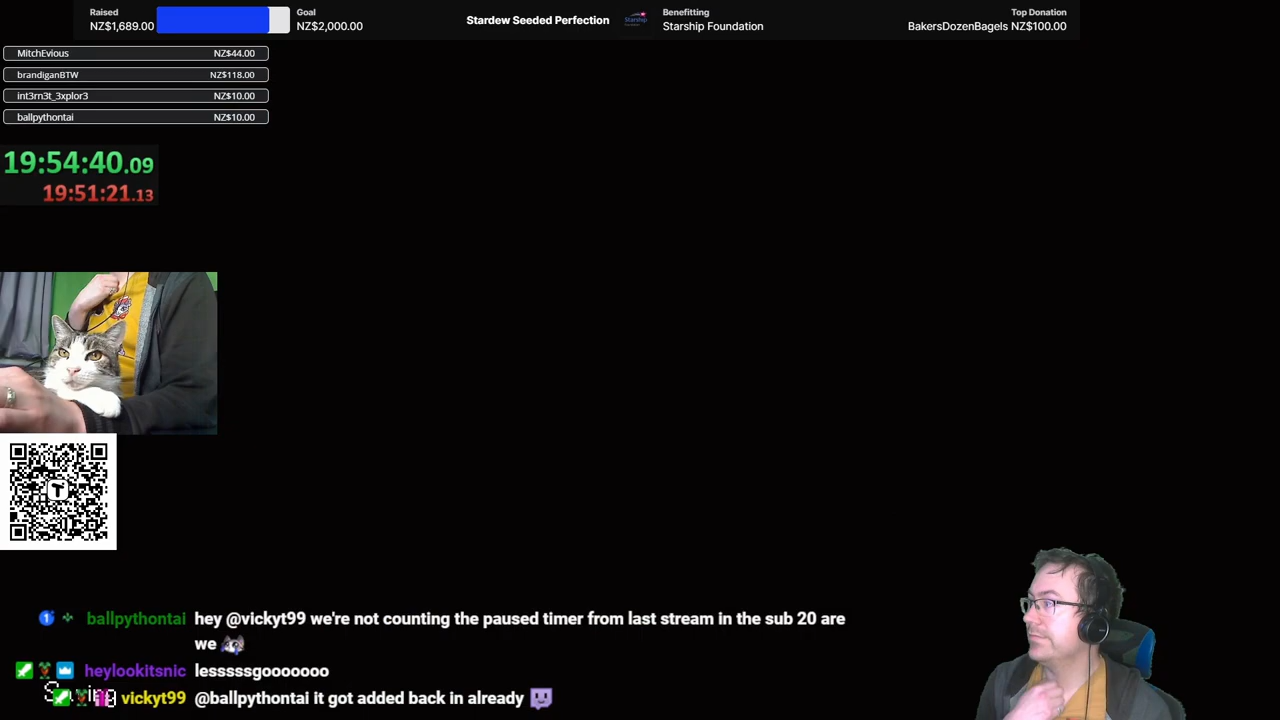 Raised
NZ$1,689.00
Goal
NZ$2,000.00
Stardew Seeded Perfection
Starship
Benefitting
Starship Foundation
Top Donation
BakersDozenBagels NZ$100.00
MitchEvious NZ$44.00
brandiganBTW NZ$118.00
int3rn3t_3xplor3 NZ$10.00
ballpythontai NZ$10.00
19:54:40.09
19:51:21.13
T
ballpythontai hey @vickyt99 we're not counting the paused timer from last stream in the sub 20 are
we
heylookitsnic lesssssgooooooo
vickyt99 @ballpythontai it got added back in already